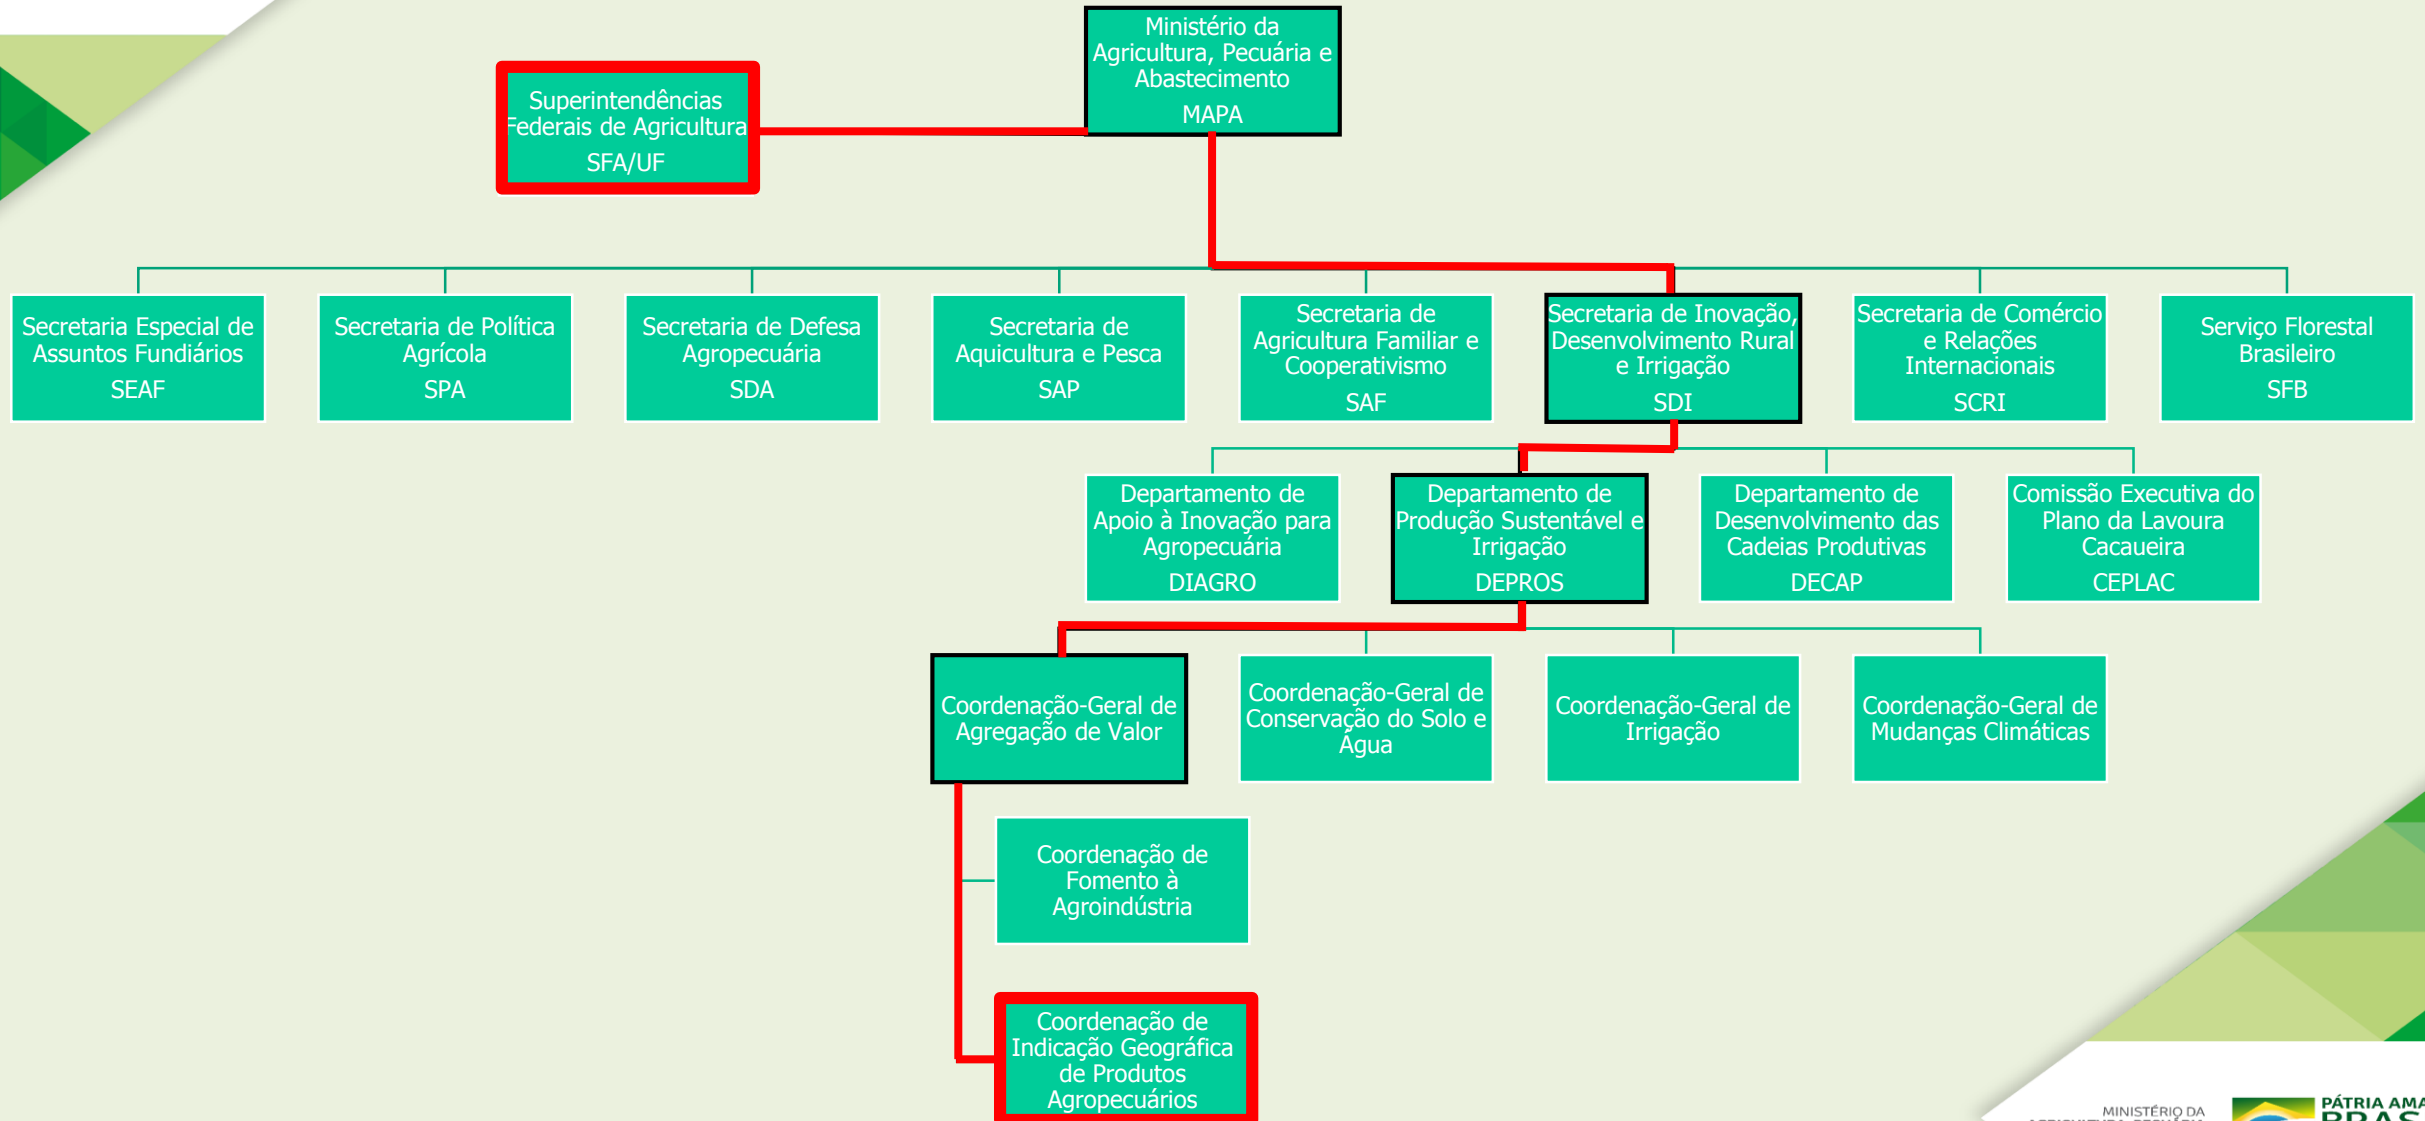 Ministério da
Agricultura, Pecuária e
Abastecimento
MAPA
Superintendências
Federais de Agricultura
SFA/UF
Secretaria Especial de
Assuntos Fundiários
SEAF
Secretaria de Política
Agrícola
SPA
Secretaria de Defesa
Agropecuária
SDA
Secretaria de
Aquicultura e Pesca
SAP
Secretaria de
Agricultura Familiar e
Cooperativismo
SAF
Secretaria de Inovação,
Desenvolvimento Rural
e Irrigação
SDI
Secretaria de Comércio
e Relações
Internacionais
SCRI
Serviço Florestal
Brasileiro
SFB
Departamento de
Apoio à Inovação para
Agropecuária
DIAGRO
Departamento de
Produção Sustentável e
Irrigação
DEPROS
Departamento de
Desenvolvimento das
Cadeias Produtivas
DECAP
Comissão Executiva do
Plano da Lavoura
Cacaueira
CEPLAC
Coordenação-Geral de
Agregação de Valor
Coordenação-Geral de
Conservação do Solo e
Água
Coordenação-Geral de
Irrigação
Coordenação-Geral de
Mudanças Climáticas
Coordenação de
Fomento à
Agroindústria
Coordenação de
Indicação Geográfica
de Produtos
Agropecuários
MINISTÉRIO DA
PÁTRIA AMA